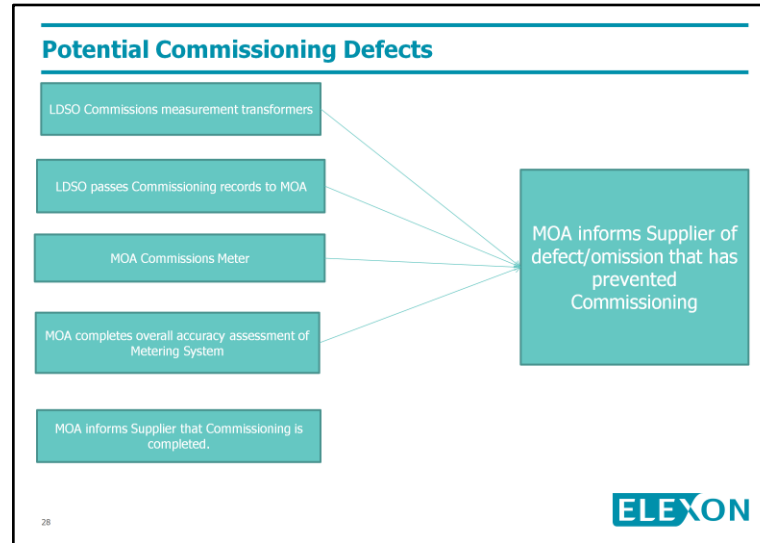 Potential Commissioning Defects
LDSO Commissions measurement transformers
LDSO passes Commissioning records to MOA
MOA Commissions Meter
MOA completes overall accuracy assessment of
Metering System
MOA informs Supplier that Commissioning is
completed.
MOA informs Supplier of
defect/omission that has
prevented
Commissioning
28
ELEXON